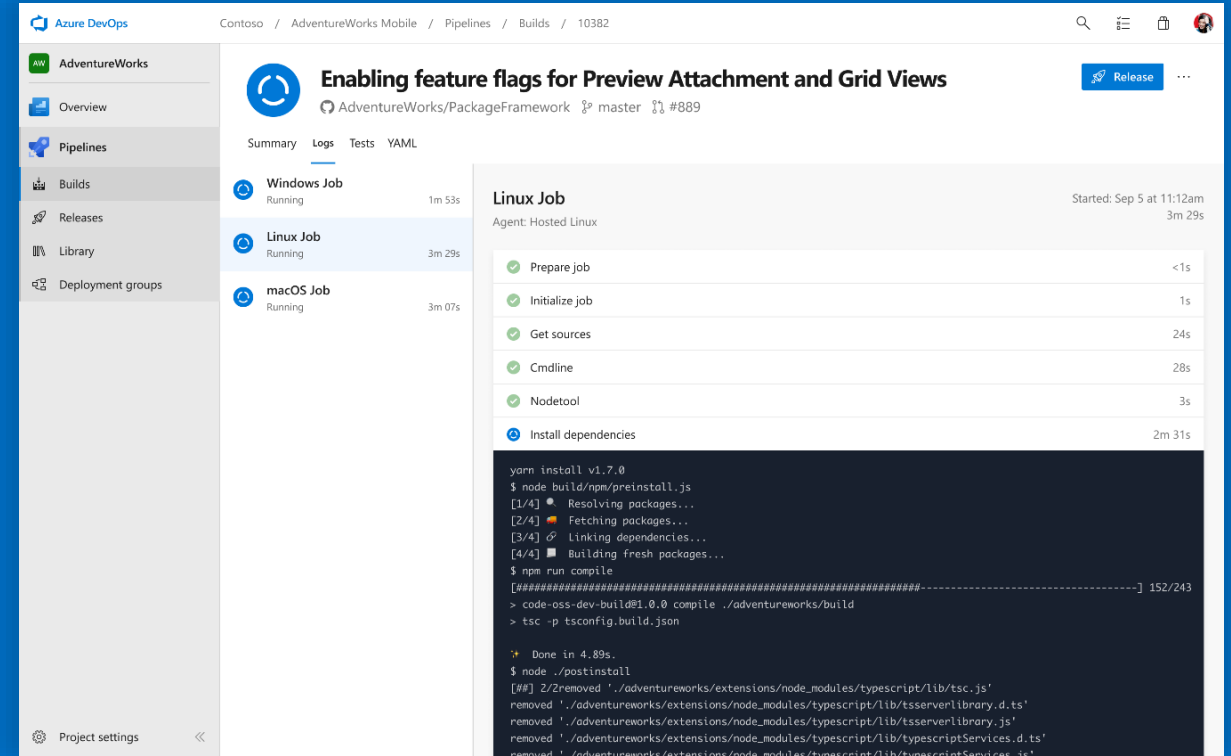 Azure DevOps
Contoso / AdventureWorks Mobile / Pipelines / Builds / 10382
AW AdventureWorks
Overview
Pipelines
Builds
Releases
Library
Deployment groups
Project settings
Enabling feature flags for Preview Attachment and Grid Views
AdventureWorks/PackageFramework master #889
Release
Summary Logs Tests YAML
Windows Job
Running 1m 53s
Linux Job
Running 3m 29s
macOS Job
Running 3m 07s
Linux Job
Agent: Hosted Linux
Started: Sep 5 at 11:12am
3m 29s
Prepare job <1s
Initialize job 1s
Get sources 24s
Cmdline 28s
Nodetool 3s
Install dependencies 2m 31s
yarn install v1.7.0
$ node build/npm/preinstall.js
[1/4] Resolving packages...
[2/4] Fetching packages...
[3/4] Linking dependencies...
[4/4] Building fresh packages...
$ npm run compile
[###################################################################------------------------------------] 152/243
> code-oss-dev-build@1.0.0 compile ./adventureworks/build
> tsc -p tsconfig.build.json
Done in 4.89s.
$ node ./postinstall
[##] 2/2removed './adventureworks/extensions/node_modules/typescript/lib/tsc.js'
removed './adventureworks/extensions/node_modules/typescript/lib/tsserverlibrary.d.ts'
removed './adventureworks/extensions/node_modules/typescript/lib/tsserverlibrary.js'
removed './adventureworks/extensions/node_modules/typescript/lib/typescriptServices.d.ts'
removed './adventureworks/extensions/node_modules/typescript/lib/typescriptServices.js'